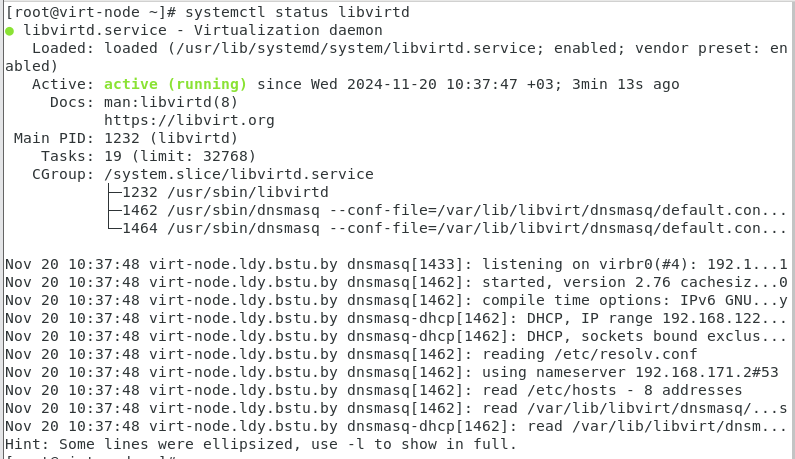 [root@virt-node ~]# systemctl status libvirtd
● libvirtd.service - Virtualization daemon
   Loaded: loaded (/usr/lib/systemd/system/libvirtd.service; enabled; vendor preset: en
abled)
   Active: active (running) since Wed 2024-11-20 10:37:47 +03; 3min 13s ago
     Docs: man:libvirtd(8)
           https://libvirt.org
 Main PID: 1232 (libvirtd)
    Tasks: 19 (limit: 32768)
   CGroup: /system.slice/libvirtd.service
           ├─1232 /usr/sbin/libvirtd
           ├─1462 /usr/sbin/dnsmasq --conf-file=/var/lib/libvirt/dnsmasq/default.con...
           └─1464 /usr/sbin/dnsmasq --conf-file=/var/lib/libvirt/dnsmasq/default.con...

Nov 20 10:37:48 virt-node.ldy.bstu.by dnsmasq[1433]: listening on virbr0(#4): 192.1...1
Nov 20 10:37:48 virt-node.ldy.bstu.by dnsmasq[1462]: started, version 2.76 cachesiz...0
Nov 20 10:37:48 virt-node.ldy.bstu.by dnsmasq[1462]: compile time options: IPv6 GNU...y
Nov 20 10:37:48 virt-node.ldy.bstu.by dnsmasq-dhcp[1462]: DHCP, IP range 192.168.122...
Nov 20 10:37:48 virt-node.ldy.bstu.by dnsmasq-dhcp[1462]: DHCP, sockets bound exclus...
Nov 20 10:37:48 virt-node.ldy.bstu.by dnsmasq[1462]: reading /etc/resolv.conf
Nov 20 10:37:48 virt-node.ldy.bstu.by dnsmasq[1462]: using nameserver 192.168.171.2#53
Nov 20 10:37:48 virt-node.ldy.bstu.by dnsmasq[1462]: read /etc/hosts - 8 addresses
Nov 20 10:37:48 virt-node.ldy.bstu.by dnsmasq[1462]: read /var/lib/libvirt/dnsmasq/...s
Nov 20 10:37:48 virt-node.ldy.bstu.by dnsmasq-dhcp[1462]: read /var/lib/libvirt/dnsm...
Hint: Some lines were ellipsized, use -l to show in full.